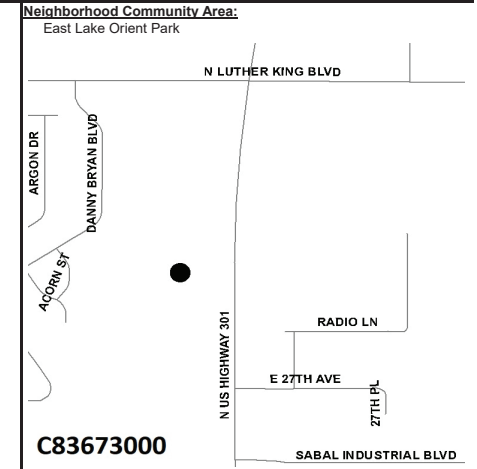 Neighborhood Community Area:
East Lake Orient Park
N LUTHER KING BLVD
ARGON DR
DANNY BRYAN BLVD
ACORN ST
N US HIGHWAY 301
RADIO LN
E 27TH AVE
27TH PL
C83673000
SABAL INDUSTRIAL BLVD